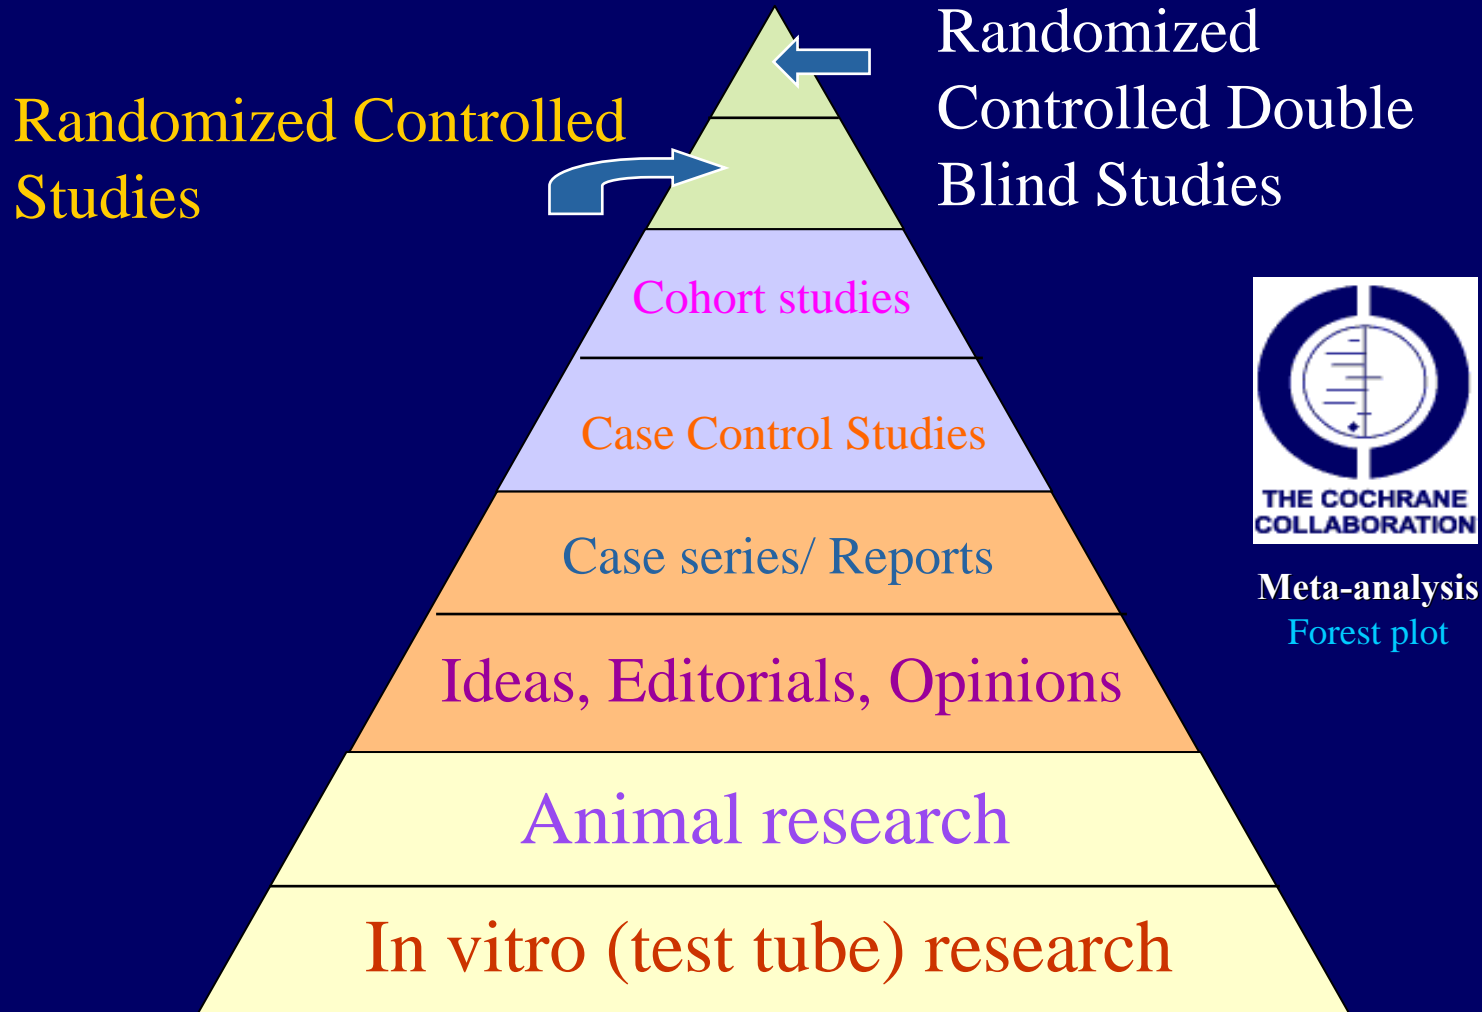 Randomized
Controlled Double
Blind Studies
Randomized Controlled
Studies
Cohort studies
Case Control Studies
THE COCHRANE
COLLABORATION
Case series/ Reports
Meta-analysis
Forest plot
Ideas, Editorials, Opinions
Animal research
In vitro (test tube) research